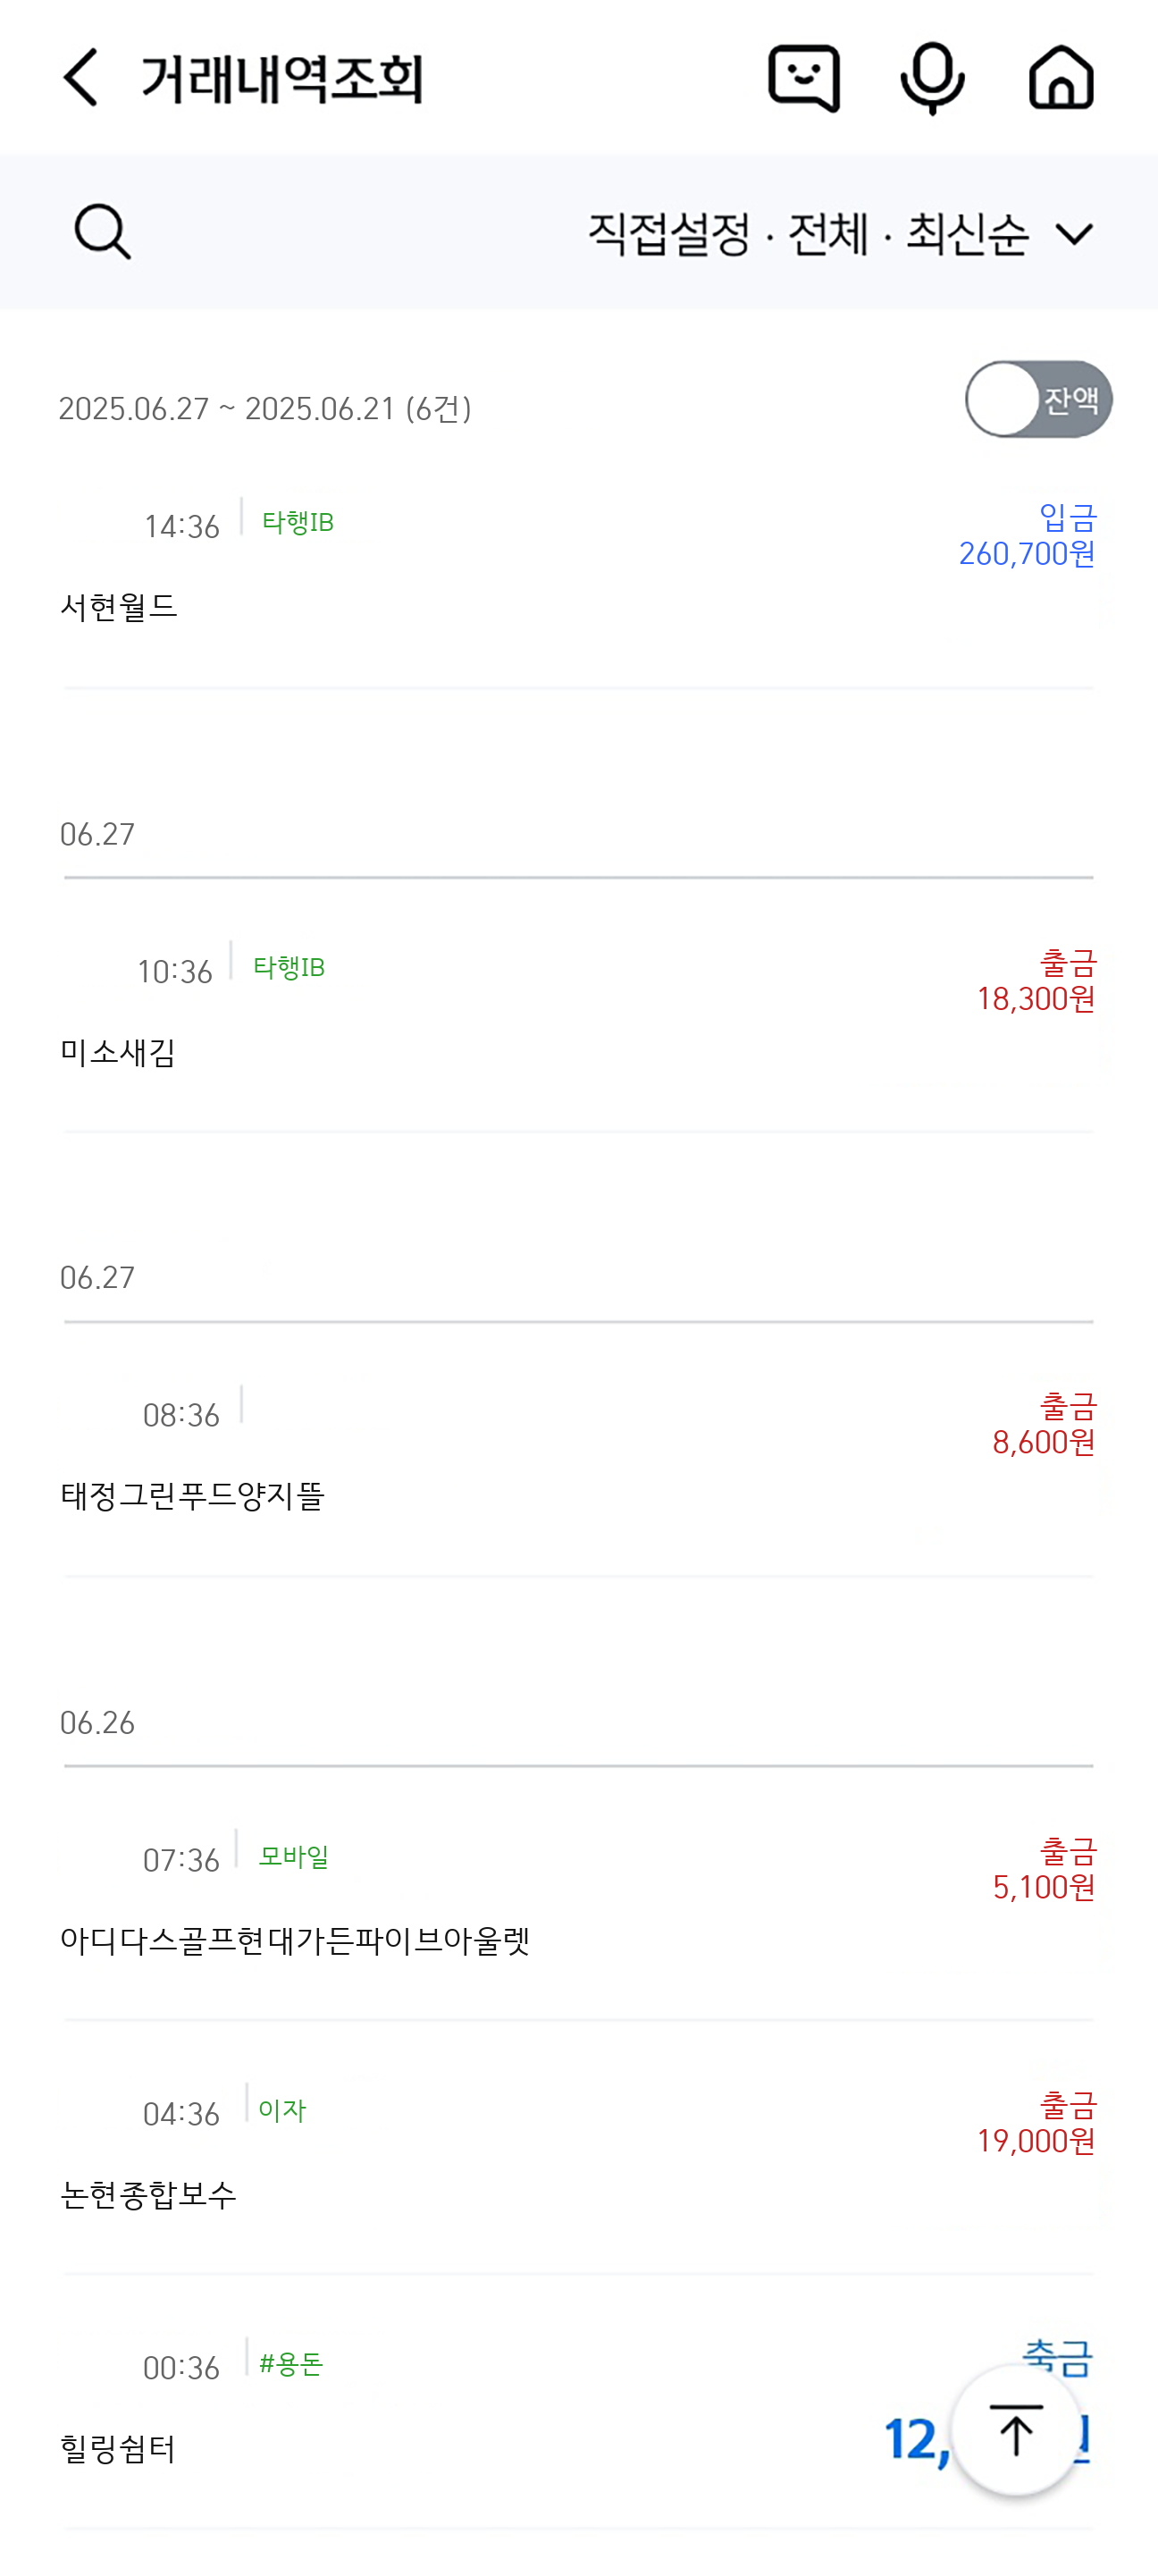 거래내역조회
직접설정 · 전체 · 최신순
2025.06.27 ~ 2025.06.21 (6건)
잔액
14:36 타행IB
입금
260,700원
서현월드
06.27
10:36 타행IB
출금
18,300원
미소새김
06.27
08:36
출금
8,600원
태정그린푸드양지뜰
06.26
07:36 모바일
출금
5,100원
아디다스골프현대가든파이브아울렛
04:36 이자
출금
19,000원
논현종합보수
00:36 #용돈
출금
12,
힐링쉼터